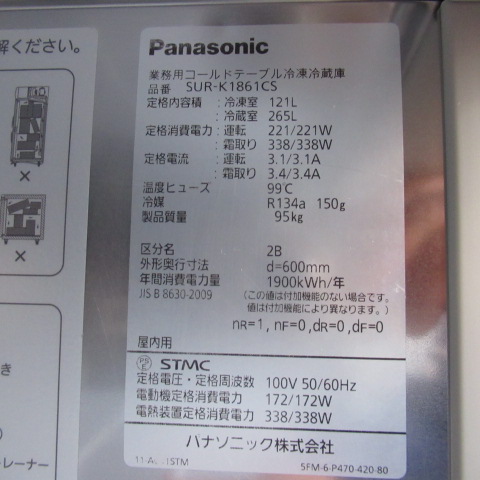 解ください。
Panasonic
業務用コールドテーブル冷凍冷蔵庫
品番 SUR-K1861CS
定格内容積 : 冷凍室 121L
: 冷蔵室 265L
定格消費電力 : 運転 221/221W
: 霜取り 338/338W
定格電流 : 運転 3.1/3.1A
: 霜取り 3.4/3.4A
温度ヒューズ 99℃
冷媒 R134a 150g
製品質量 95kg
区分名 2B
外形奥行寸法 d=600mm
年間消費電力量 1900kWh/年
JIS B 8630-2009 (この値は付加機能のない場合です。
値は付加機能により異なります。)
nR=1, nF=0, dR=0, dF=0
屋内用
PS E STMC
定格電圧・定格周波数 100V 50/60Hz
電動機定格消費電力 172/172W
電熱装置定格消費電力 338/338W
パナソニック株式会社
STM
SFM-6-P470-420-80
き
トレーナー